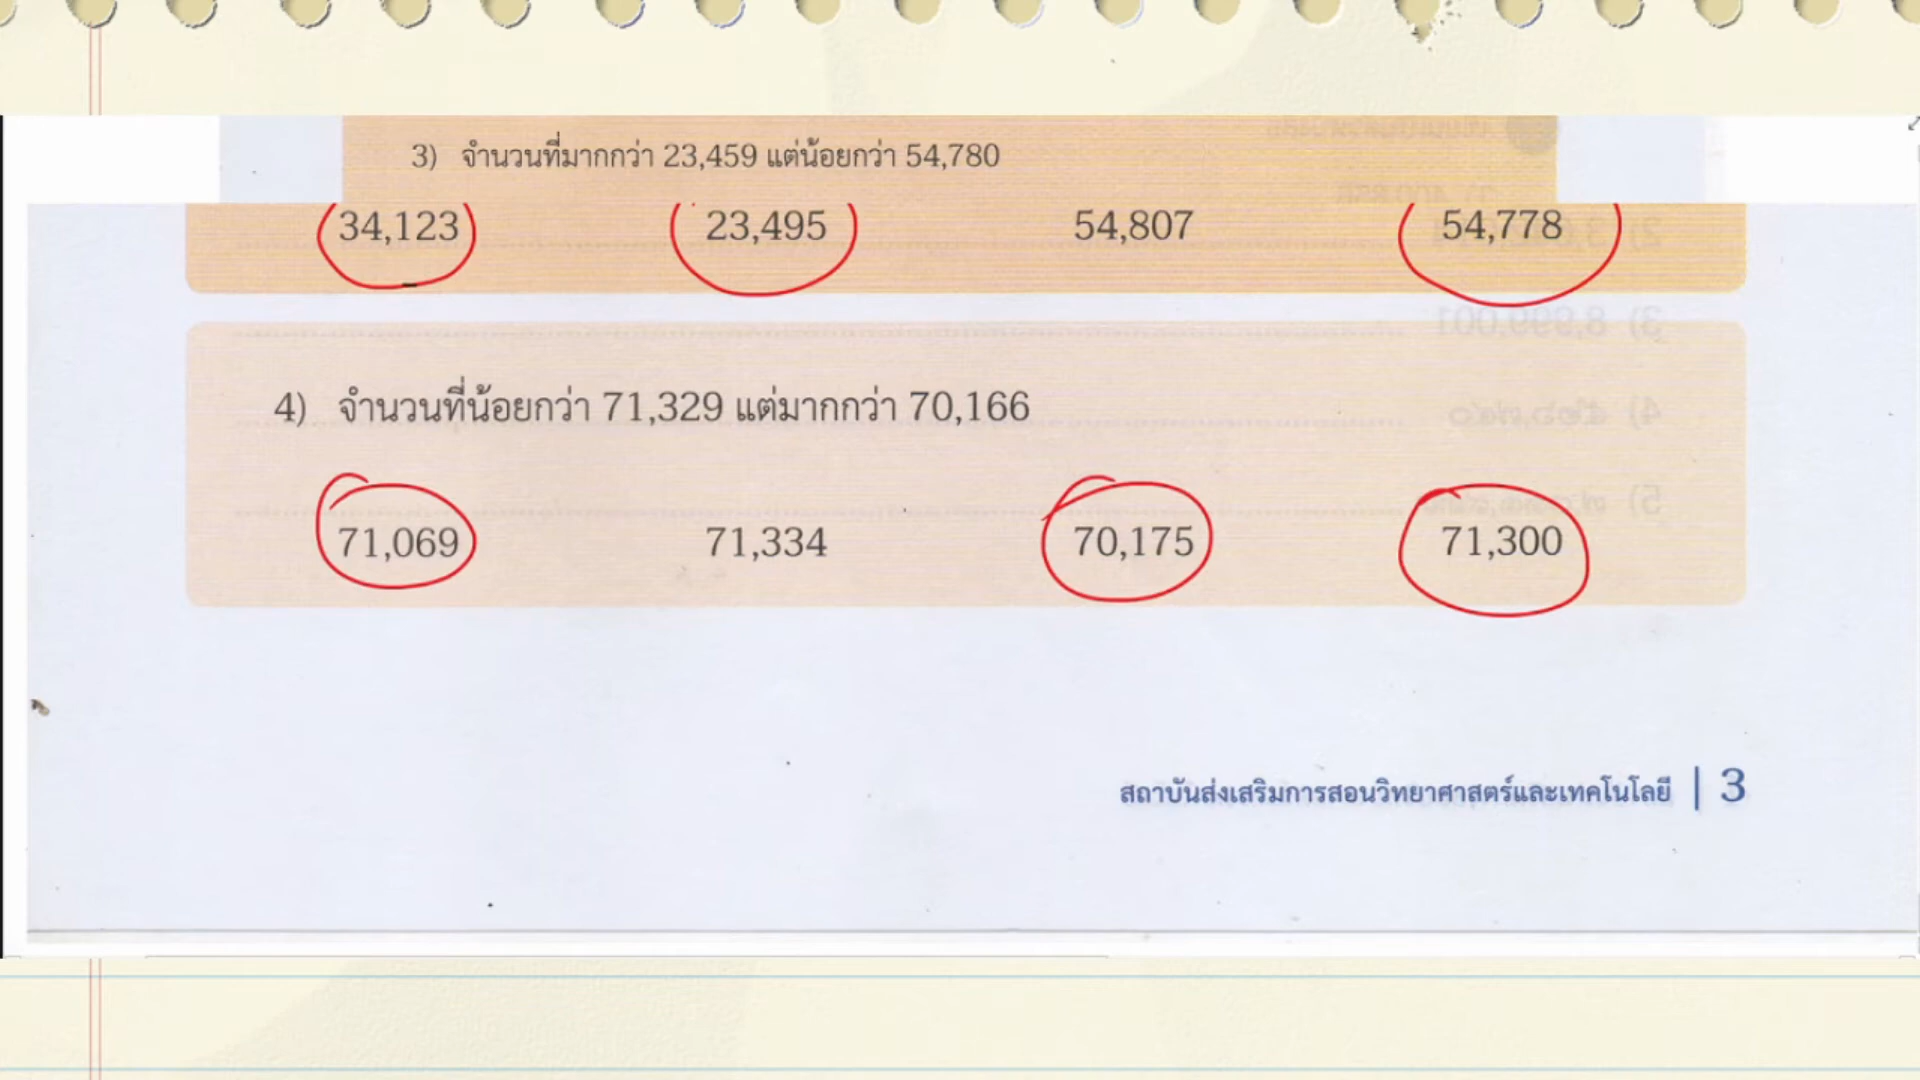 3) จำนวนที่มากกว่า 23,459 แต่น้อยกว่า 54,780
34,123 23,495 54,807 54,778
4) จำนวนที่น้อยกว่า 71,329 แต่มากกว่า 70,166
71,069 71,334 70,175 71,300
สถาบันส่งเสริมการสอนวิทยาศาสตร์และเทคโนโลยี | 3